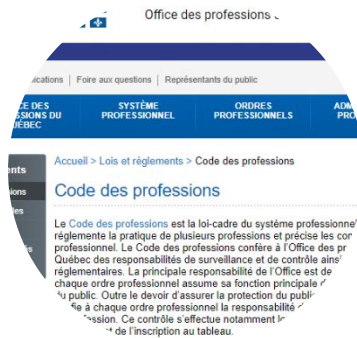 Office des professions
Foire aux questions | Représentants du public
SYSTÈME
PROFESSIONNEL
ORDRES
PROFESSIONNELS
Accueil > Lois et règlements > Code des professions
Code des professions
Le Code des professions est la loi-cadre du système
réglemente la pratique de plusieurs professions et précise les
professionnel. Le Code des professions confère à l'Office des
Québec des responsabilités de surveillance et de contrôle
réglementaires. La principale responsabilité de l'Office est de
chaque ordre professionnel assume sa fonction principale
du public. Outre le devoir d'assurer la protection du
à chaque ordre professionnel la responsabilité
Ce contrôle s'effectue notamment
de l'inscription au tableau.